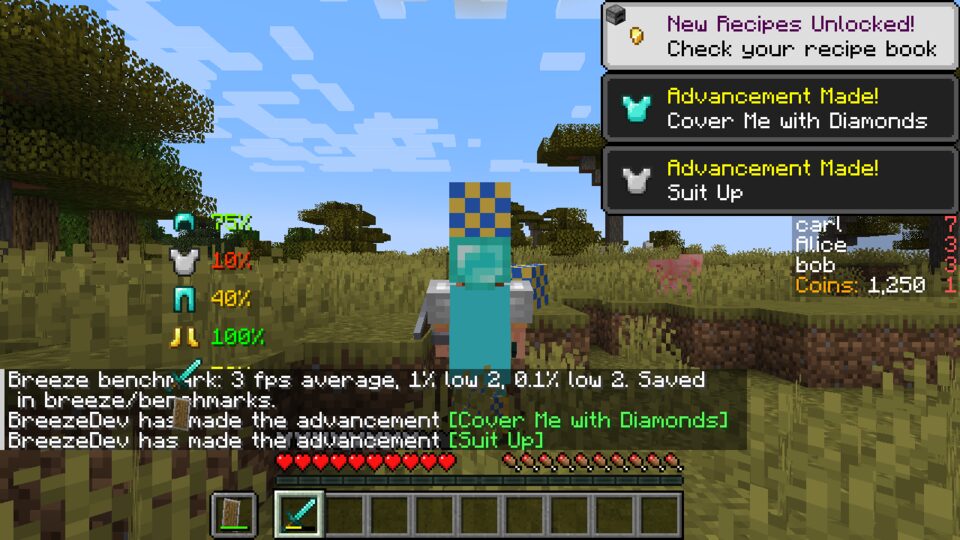 New Recipes Unlocked!
Check your recipe book
Advancement Made!
Cover Me with Diamonds
Advancement Made!
Suit Up
carl 7
Alice 3
bob 3
Coins: 1,250 1
75%
10%
40%
100%
Breeze benchmark: 3 fps average, 1% low 2, 0.1% low 2. Saved
in breeze/benchmarks.
BreezeDev has made the advancement [Cover Me with Diamonds]
BreezeDev has made the advancement [Suit Up]